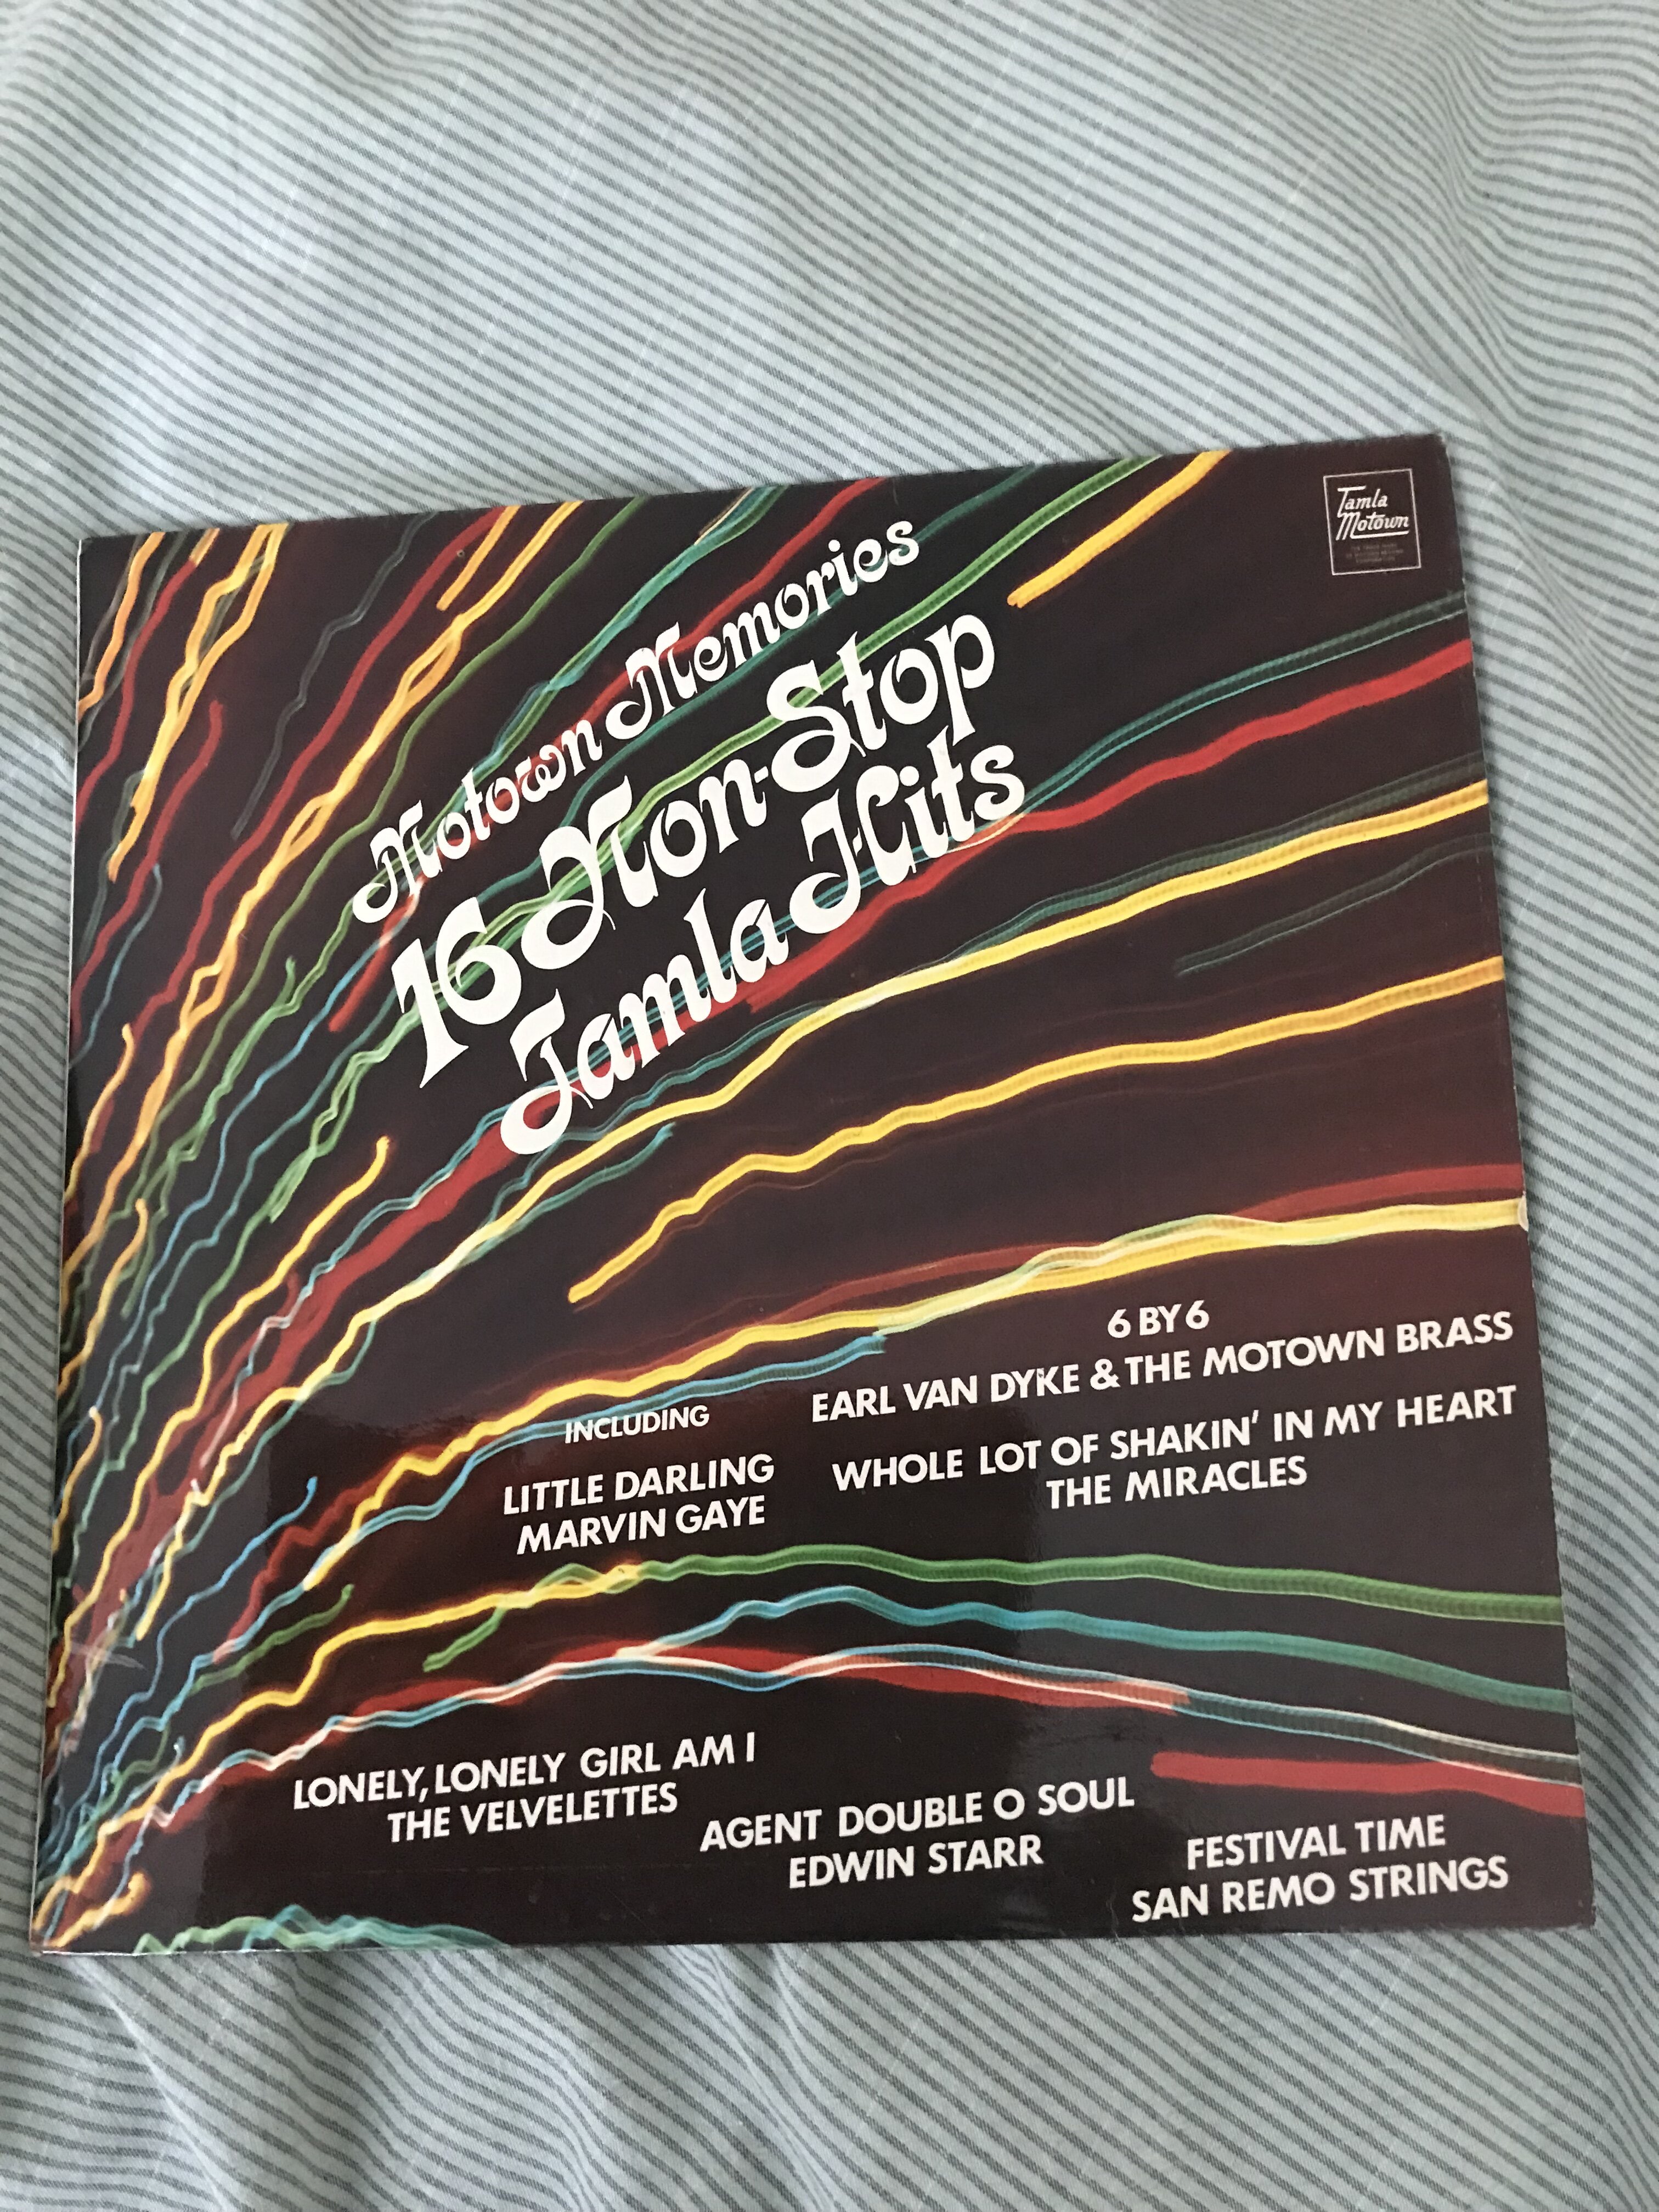 Tamla
Motown
Motown Memories
16 Non-Stop
Tamla Hits
INCLUDING
LITTLE DARLING
MARVIN GAYE
6 BY 6
EARL VAN DYKE & THE MOTOWN BRASS
WHOLE LOT OF SHAKIN' IN MY HEART
THE MIRACLES
LONELY, LONELY GIRL AM I
THE VELVELETTES
AGENT DOUBLE O SOUL
EDWIN STARR
FESTIVAL TIME
SAN REMO STRINGS